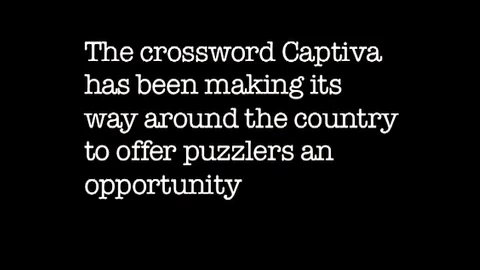 The crossword Captiva
has been making its
way around the country
to offer puzzlers an
opportunity